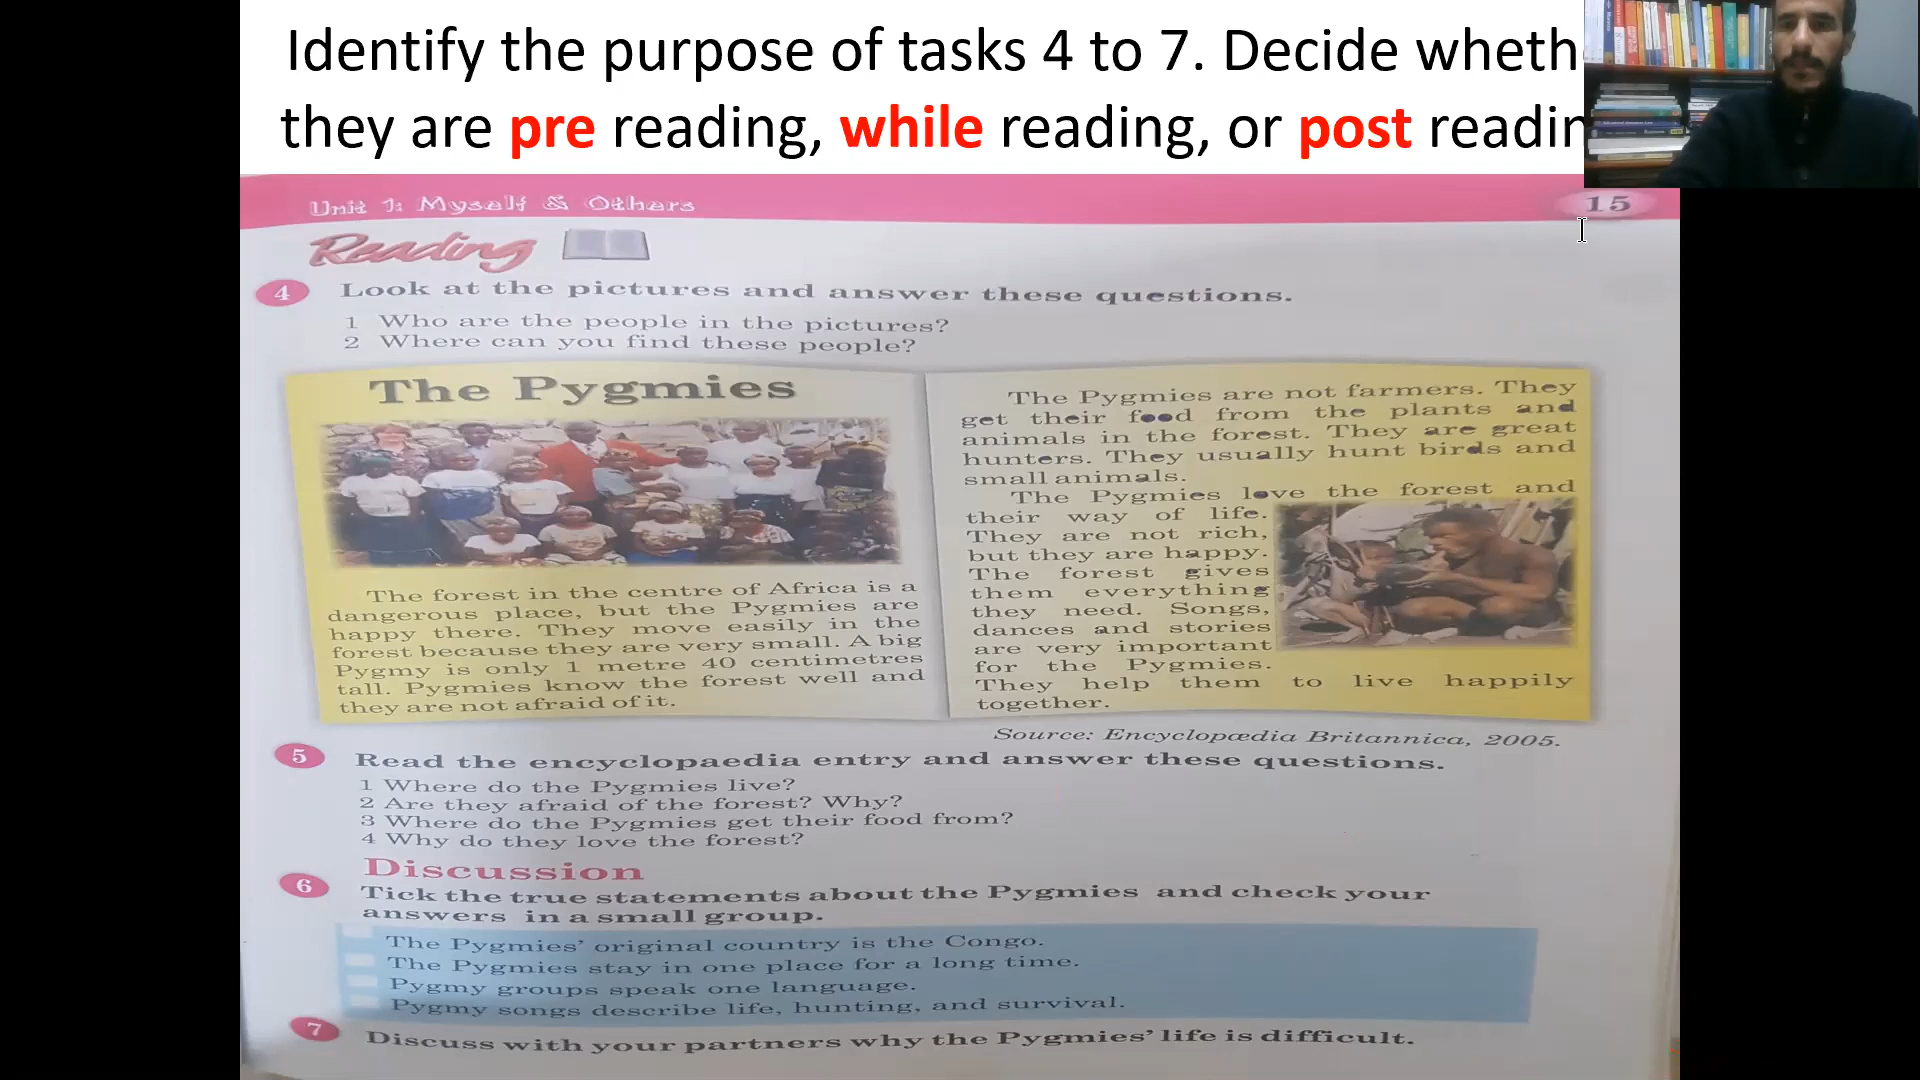 Identify the purpose of tasks 4 to 7. Decide wheth
they are pre reading, while reading, or post readin
Unit 1: Myself & Others
15
Reading
4 Look at the pictures and answer these questions.
1 Who are the people in the pictures?
2 Where can you find these people?
The Pygmies
The forest in the centre of Africa is a
dangerous place, but the Pygmies are
happy there. They move easily in the
forest because they are very small. A big
Pygmy is only 1 metre 40 centimetres
tall. Pygmies know the forest well and
they are not afraid of it.
The Pygmies are not farmers. They
get their food from the plants and
animals in the forest. They are great
hunters. They usually hunt birds and
small animals.
The Pygmies love the forest and
their way of life.
They are not rich,
but they are happy.
The forest gives
them everything
they need. Songs,
dances and stories
are very important
for the Pygmies.
They help them to live happily
together.
Source: Encyclopædia Britannica, 2005.
5 Read the encyclopaedia entry and answer these questions.
1 Where do the Pygmies live?
2 Are they afraid of the forest? Why?
3 Where do the Pygmies get their food from?
4 Why do they love the forest?
Discussion
6 Tick the true statements about the Pygmies and check your
answers in a small group.
The Pygmies' original country is the Congo.
The Pygmies stay in one place for a long time.
Pygmy groups speak one language.
Pygmy songs describe life, hunting, and survival.
7 Discuss with your partners why the Pygmies' life is difficult.